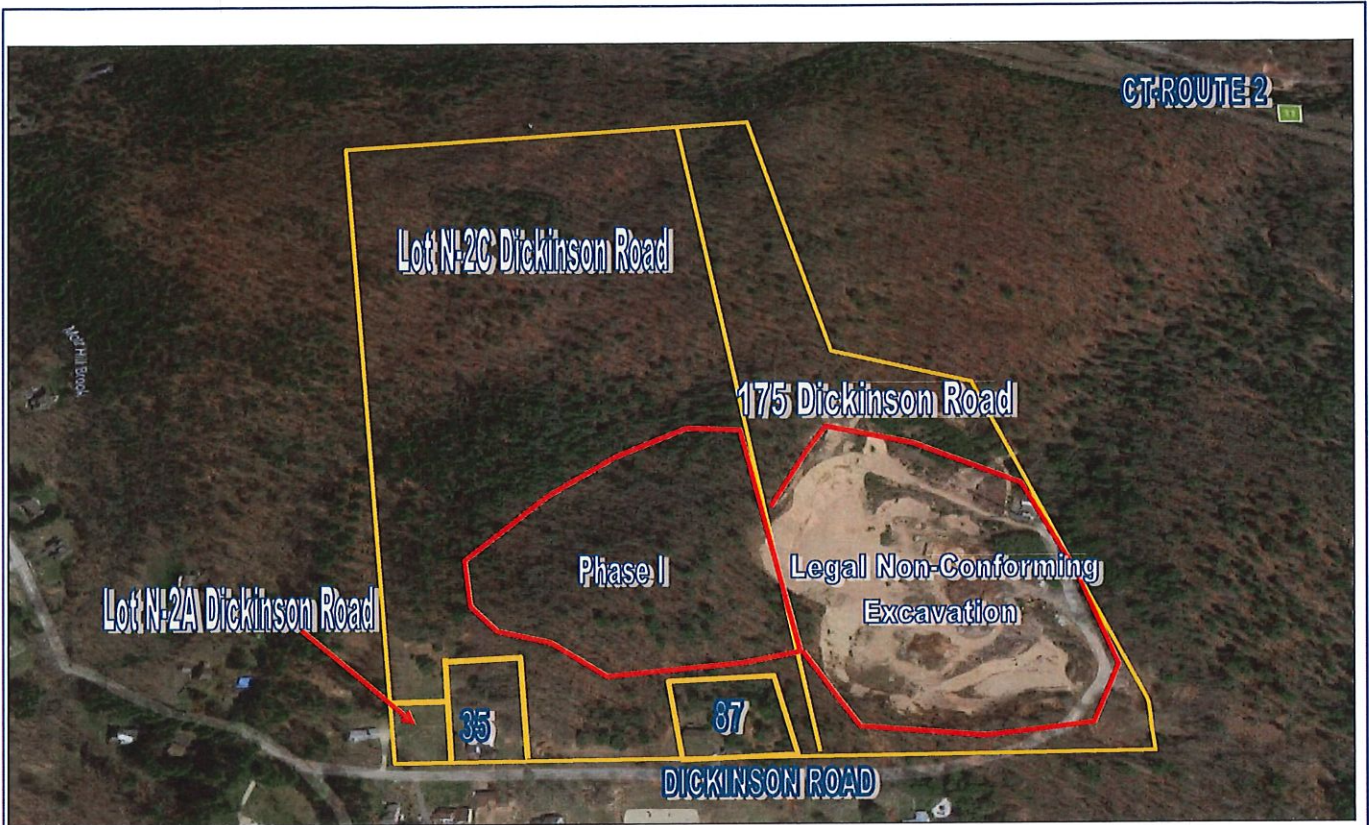 CT-ROUTE 2
11
Lot N-2C Dickinson Road
175 Dickinson Road
Phase I
Legal Non-Conforming
Excavation
Lot N-2A Dickinson Road
35
87
DICKINSON ROAD